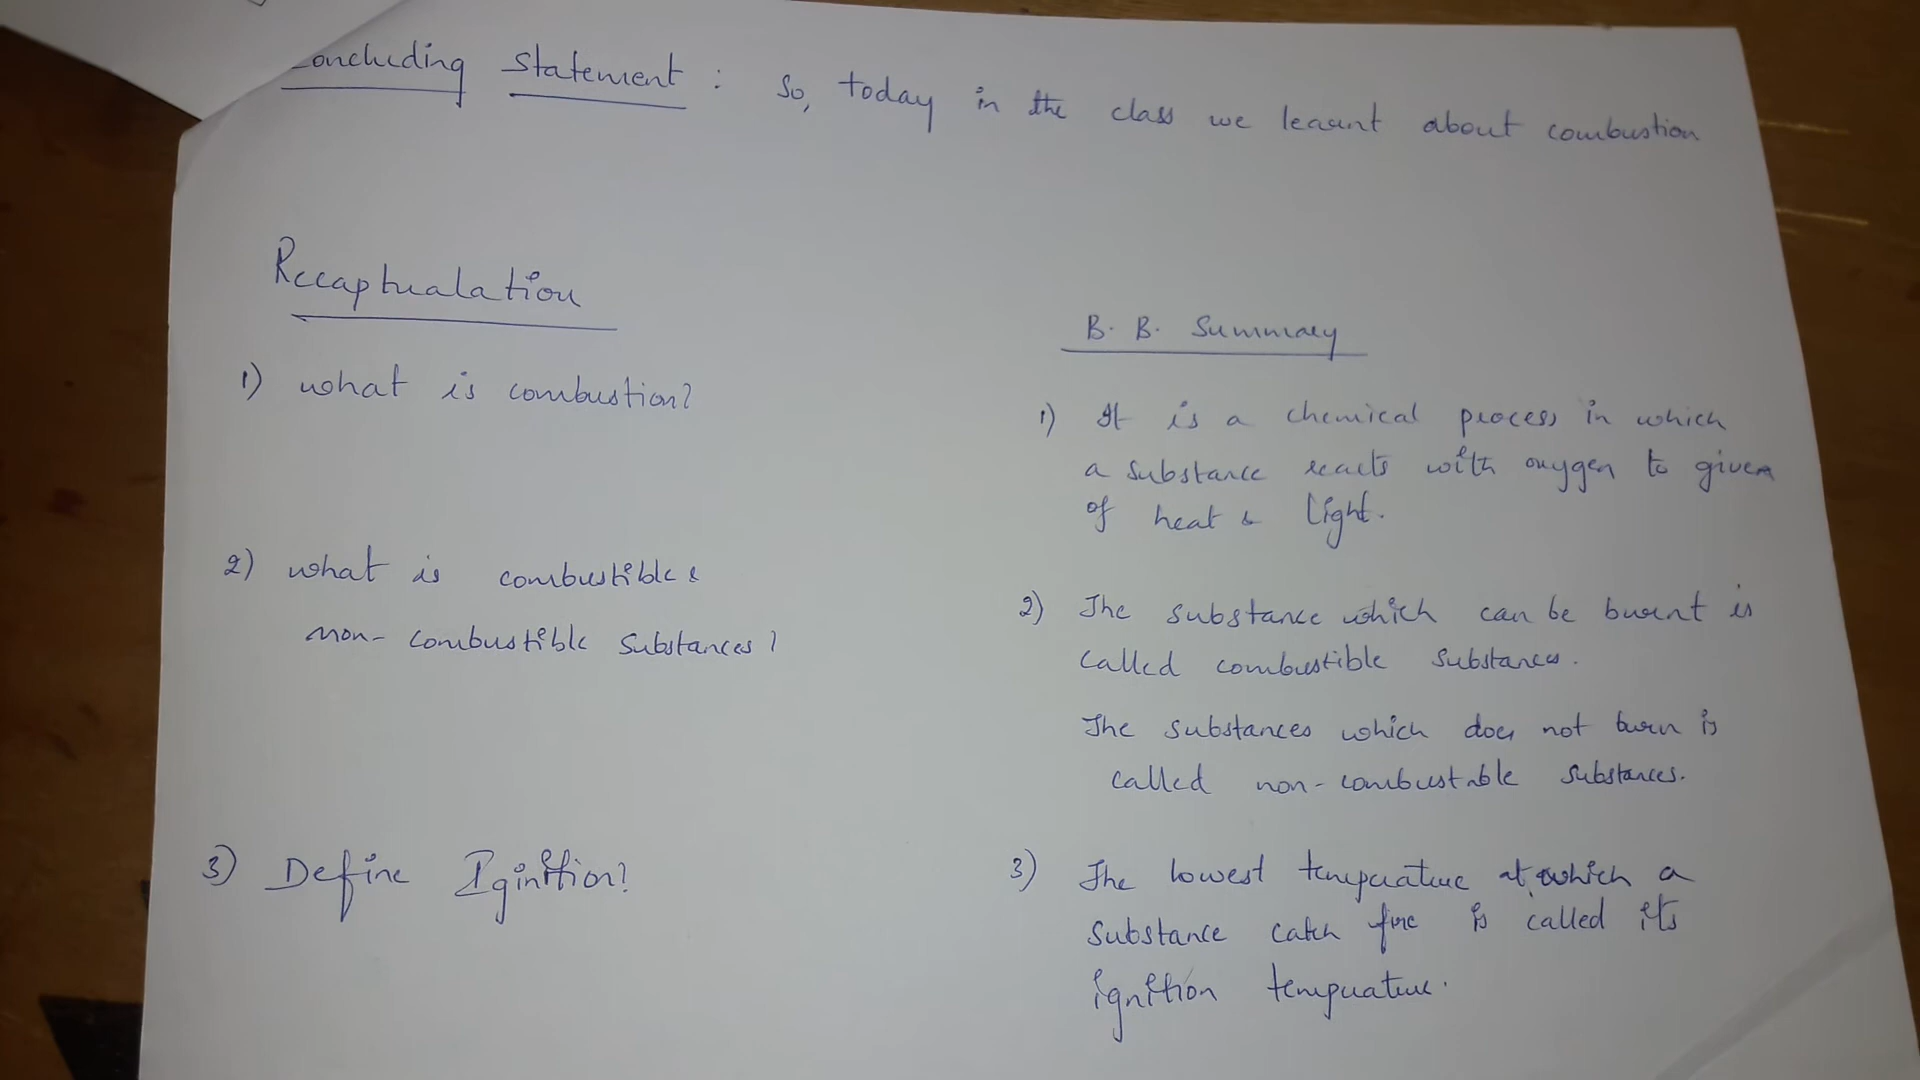 Concluding Statement : So, today in the class we learnt about combustion
Recaptualation
1) what is combustion?
2) what is combustible &
non-combustible substances?
3) Define Iginition?
B. B. Summary
1) It is a chemical process in which
a substance reacts with oxygen to given
of heat & light.
2) The substance which can be burnt is
called combustible substances.
The substances which does not burn is
called non-combustable substances.
3) The lowest temperature at which a
substance catch fire is called its
ignition temperature.